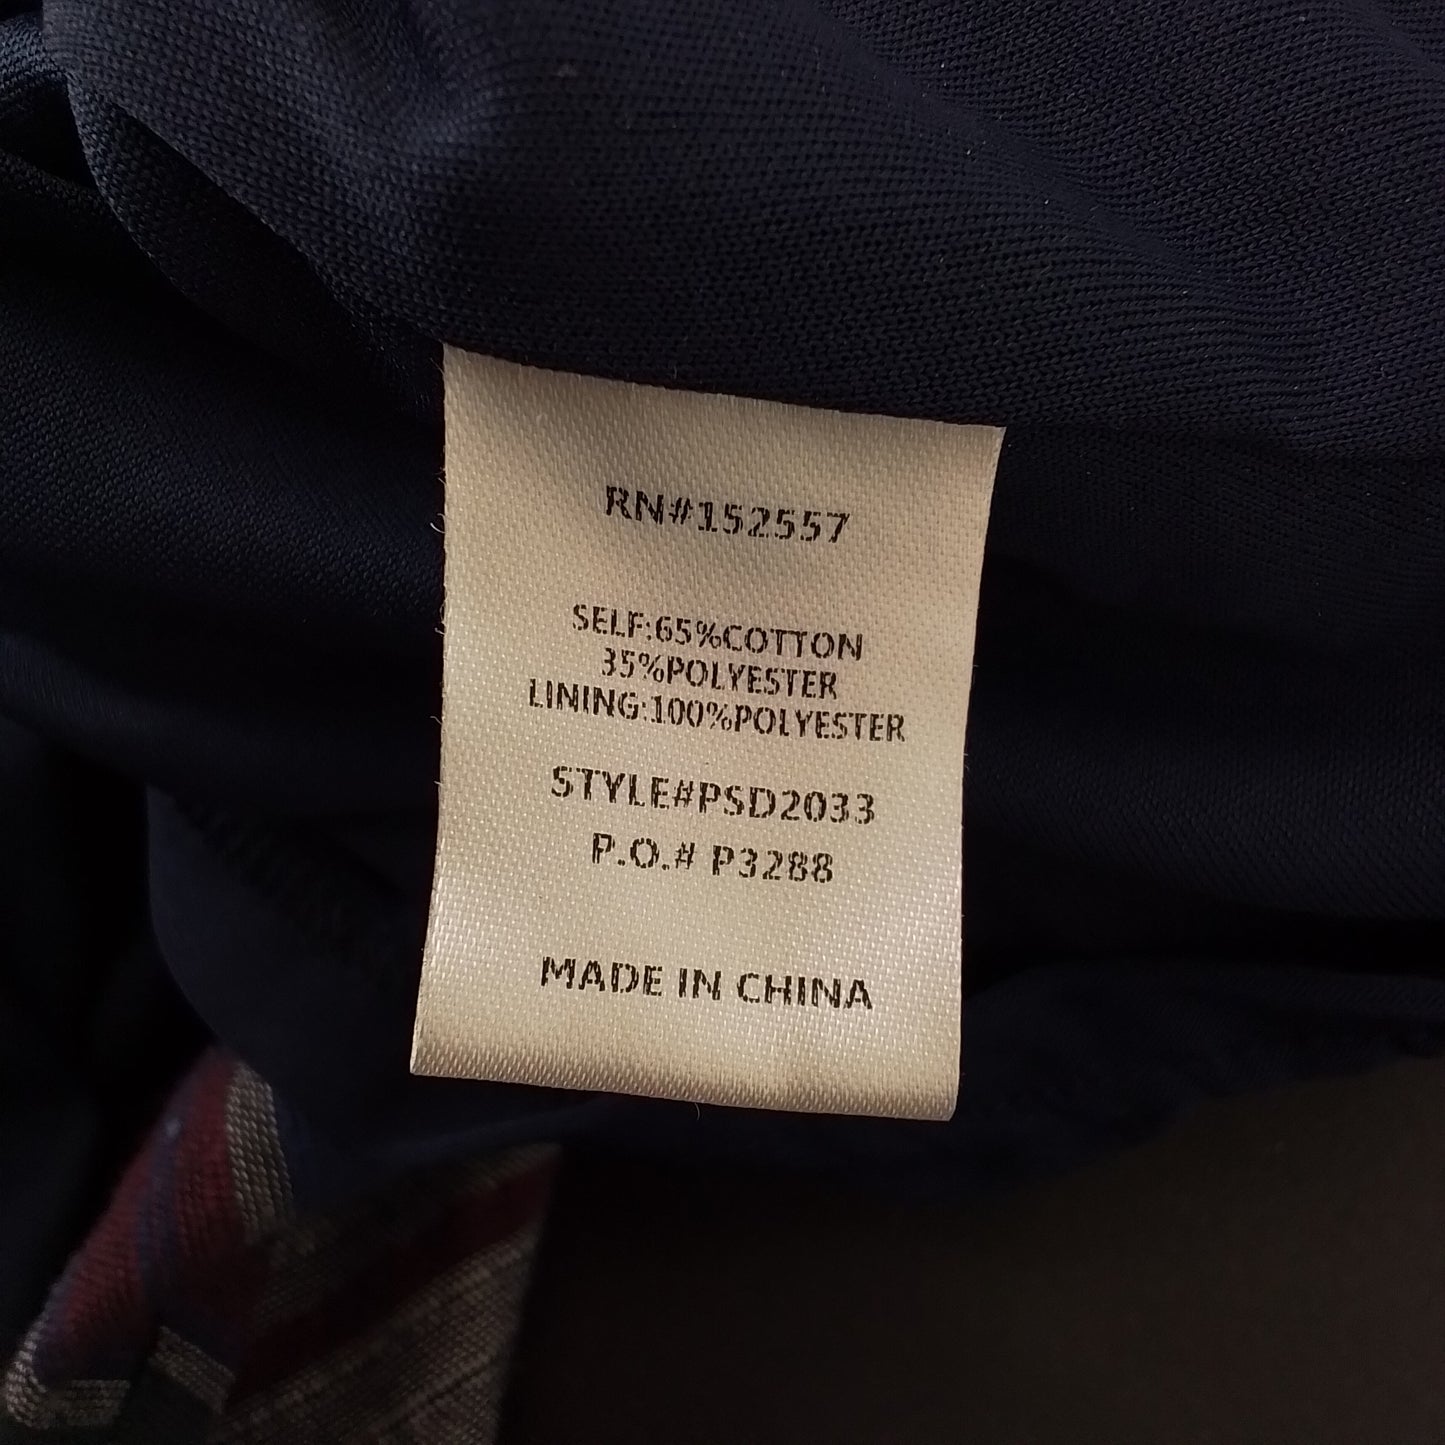 RN#152557
SELF:65%COTTON
35%POLYESTER
LINING:100%POLYESTER
STYLE#PSD2033
P.O.# P3288
MADE IN CHINA